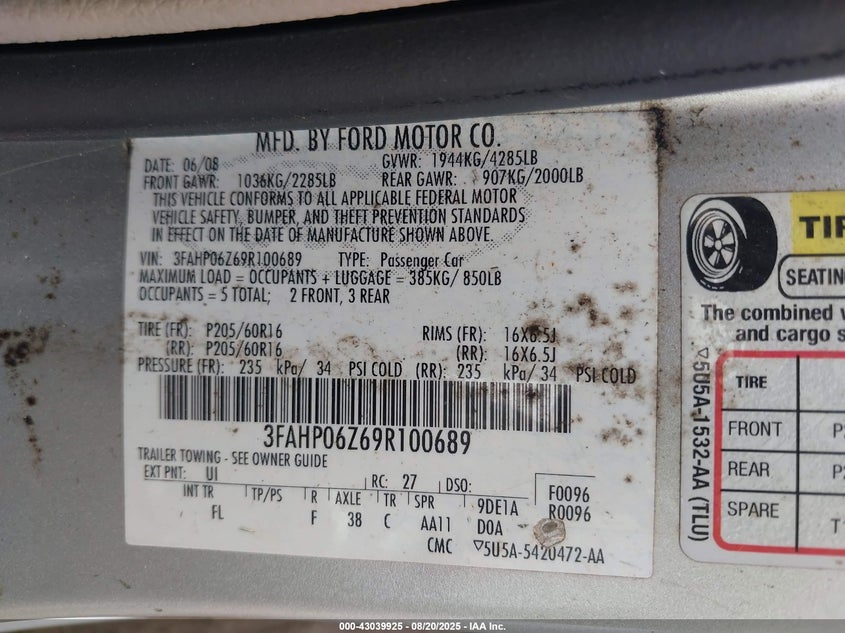 MFD. BY FORD MOTOR CO.
DATE: 06/08 GVWR: 1944KG/4285LB
FRONT GAWR: 1036KG/2285LB REAR GAWR: 907KG/2000LB
THIS VEHICLE CONFORMS TO ALL APPLICABLE FEDERAL MOTOR
VEHICLE SAFETY, BUMPER, AND THEFT PREVENTION STANDARDS
IN EFFECT ON THE DATE OF MANUFACTURE SHOWN ABOVE.
VIN: 3FAHP06Z69R100689 TYPE: Passenger Car
MAXIMUM LOAD = OCCUPANTS + LUGGAGE = 385KG/ 850LB
OCCUPANTS = 5 TOTAL; 2 FRONT, 3 REAR
TIRE (FR): P205/60R16 RIMS (FR): 16X6.5J
(RR): P205/60R16 (RR): 16X6.5J
PRESSURE (FR): 235 kPa/ 34 PSI COLD (RR): 235 kPa/ 34 PSI COLD
3FAHP06Z69R100689
TRAILER TOWING - SEE OWNER GUIDE
EXT PNT: UI RC: 27 DSO: F0096
INT TR TP/PS R AXLE TR SPR 9DE1A R0096
FL F 38 C AA11 D0A
CMC ▽5U5A-5420472-AA
TIR
SEATIN
The combined
and cargo s
▽5U5A-1532-AA (TLU)
TIRE
FRONT P2
REAR P2
SPARE T1
000-43039925 - 08/20/2025 - IAA Inc.